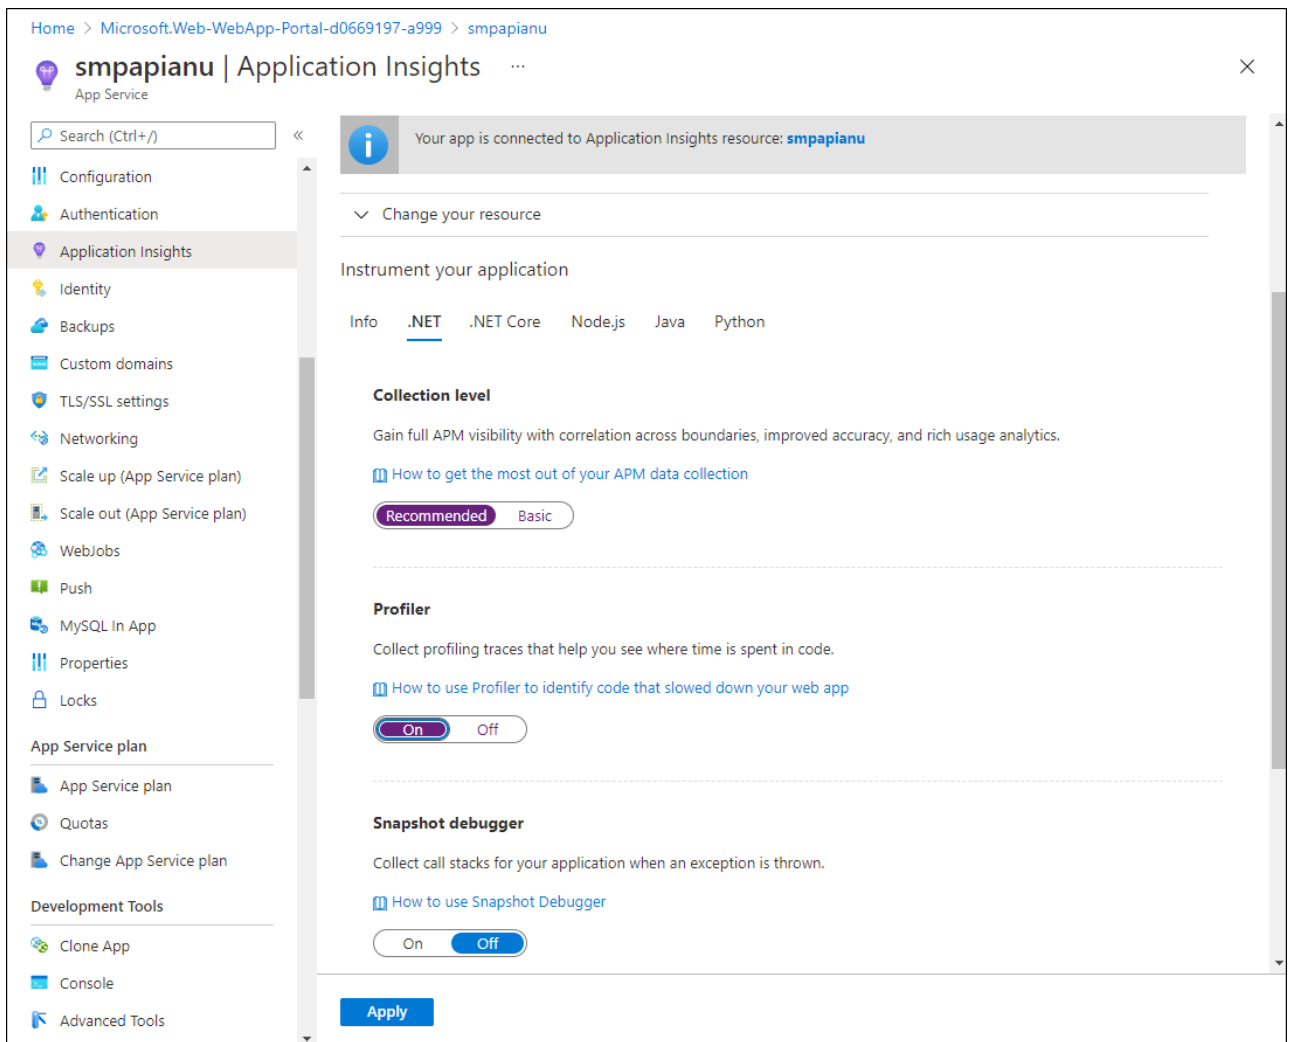 Home > Microsoft.Web-WebApp-Portal-d0669197-a999 > smpapianu
smpapianu | Application Insights ...
App Service
Search (Ctrl+/)
Configuration
Authentication
Application Insights
Identity
Backups
Custom domains
TLS/SSL settings
Networking
Scale up (App Service plan)
Scale out (App Service plan)
WebJobs
Push
MySQL In App
Properties
Locks
App Service plan
App Service plan
Quotas
Change App Service plan
Development Tools
Clone App
Console
Advanced Tools
Your app is connected to Application Insights resource: smpapianu
Change your resource
Instrument your application
Info .NET .NET Core Node.js Java Python
Collection level
Gain full APM visibility with correlation across boundaries, improved accuracy, and rich usage analytics.
How to get the most out of your APM data collection
Recommended Basic
Profiler
Collect profiling traces that help you see where time is spent in code.
How to use Profiler to identify code that slowed down your web app
On Off
Snapshot debugger
Collect call stacks for your application when an exception is thrown.
How to use Snapshot Debugger
On Off
Apply